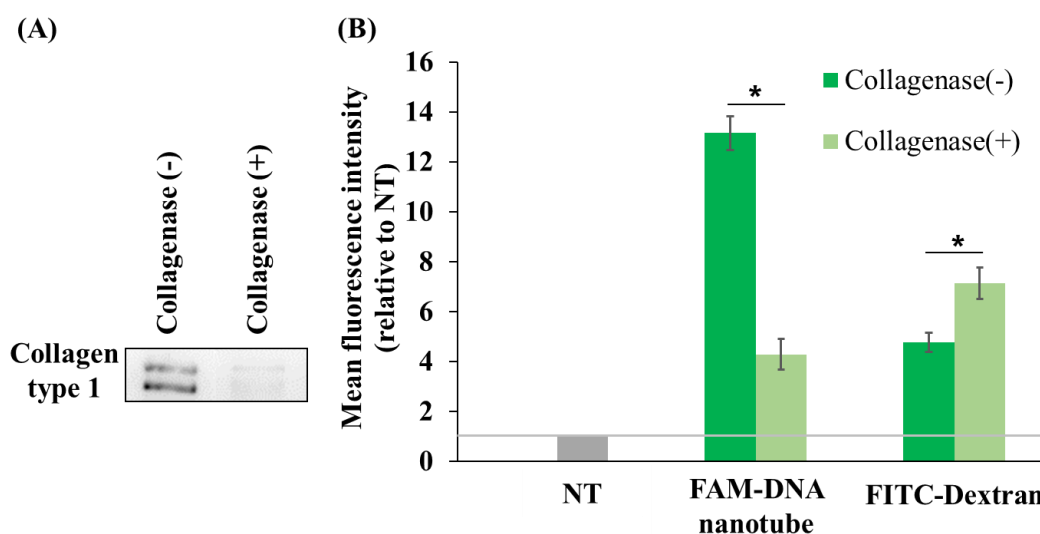 (A)
Collagenase (-)
Collagenase (+)
Collagen
type 1
(B)
Mean fluorescence intensity
(relative to NT)
16
14
12
10
8
6
4
2
0
*
*
Collagenase(-)
Collagenase(+)
NT
FAM-DNA
nanotube
FITC-Dextran